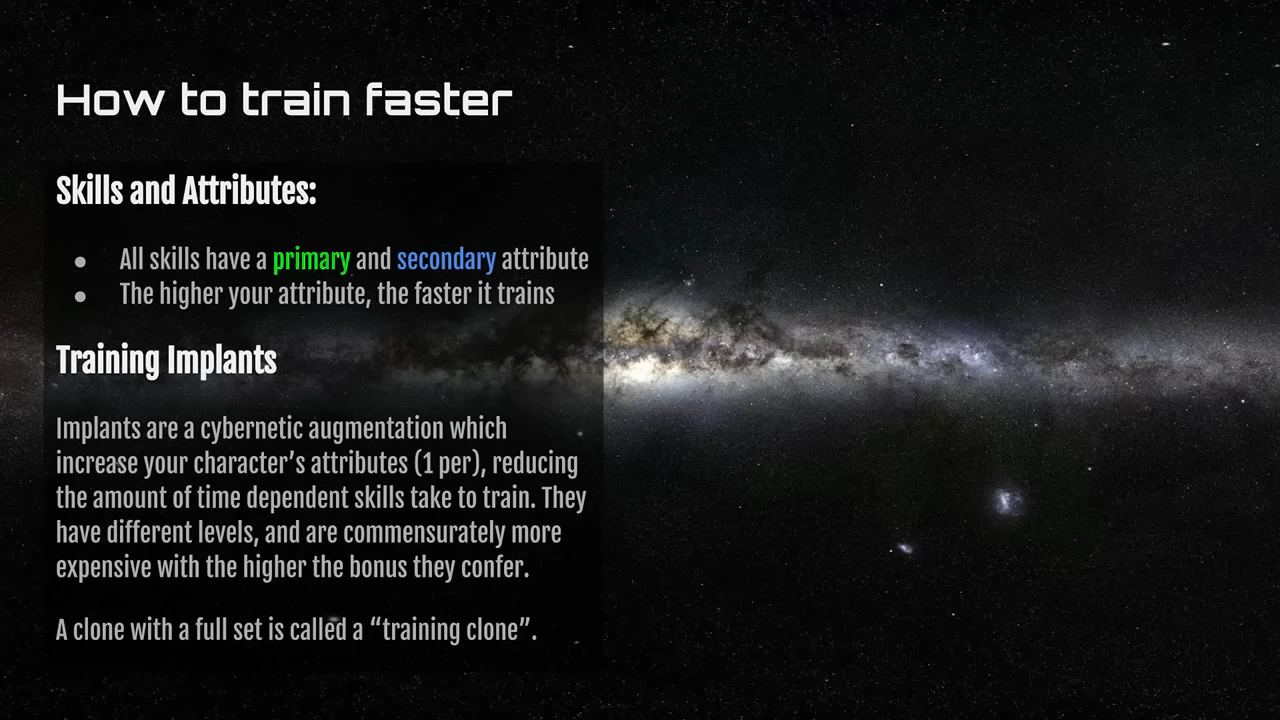 How to train faster
Skills and Attributes:
● All skills have a primary and secondary attribute
● The higher your attribute, the faster it trains
Training Implants
Implants are a cybernetic augmentation which
increase your character’s attributes (1 per), reducing
the amount of time dependent skills take to train. They
have different levels, and are commensurately more
expensive with the higher the bonus they confer.
A clone with a full set is called a “training clone”.